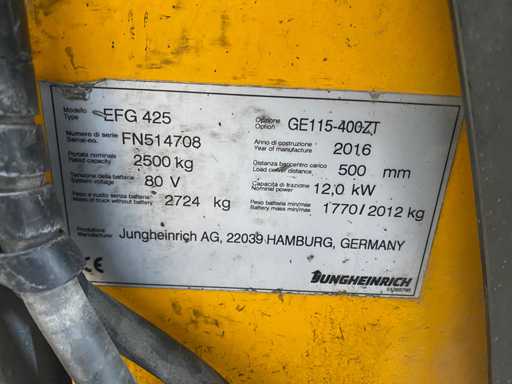 Modello
Type EFG 425 Opzione
Option GE115-400ZT
Numero di serie
Serial-no. FN514708 Anno di costruzione
Year of manufacture 2016
Portata nominale
Rated capacity 2500 kg Distanza baricentro carico
Load center distance 500 mm
Tensione della batteria
Battery voltage 80 V Capacità di trazione
Nominal power 12,0 kW
Peso a vuoto senza batteria
Mass of truck without battery 2724 kg Peso batteria min/max
Battery mass min/max 1770/2012 kg
Produttore
Manufacturer Jungheinrich AG, 22039 HAMBURG, GERMANY
CE JUNGHEINRICH